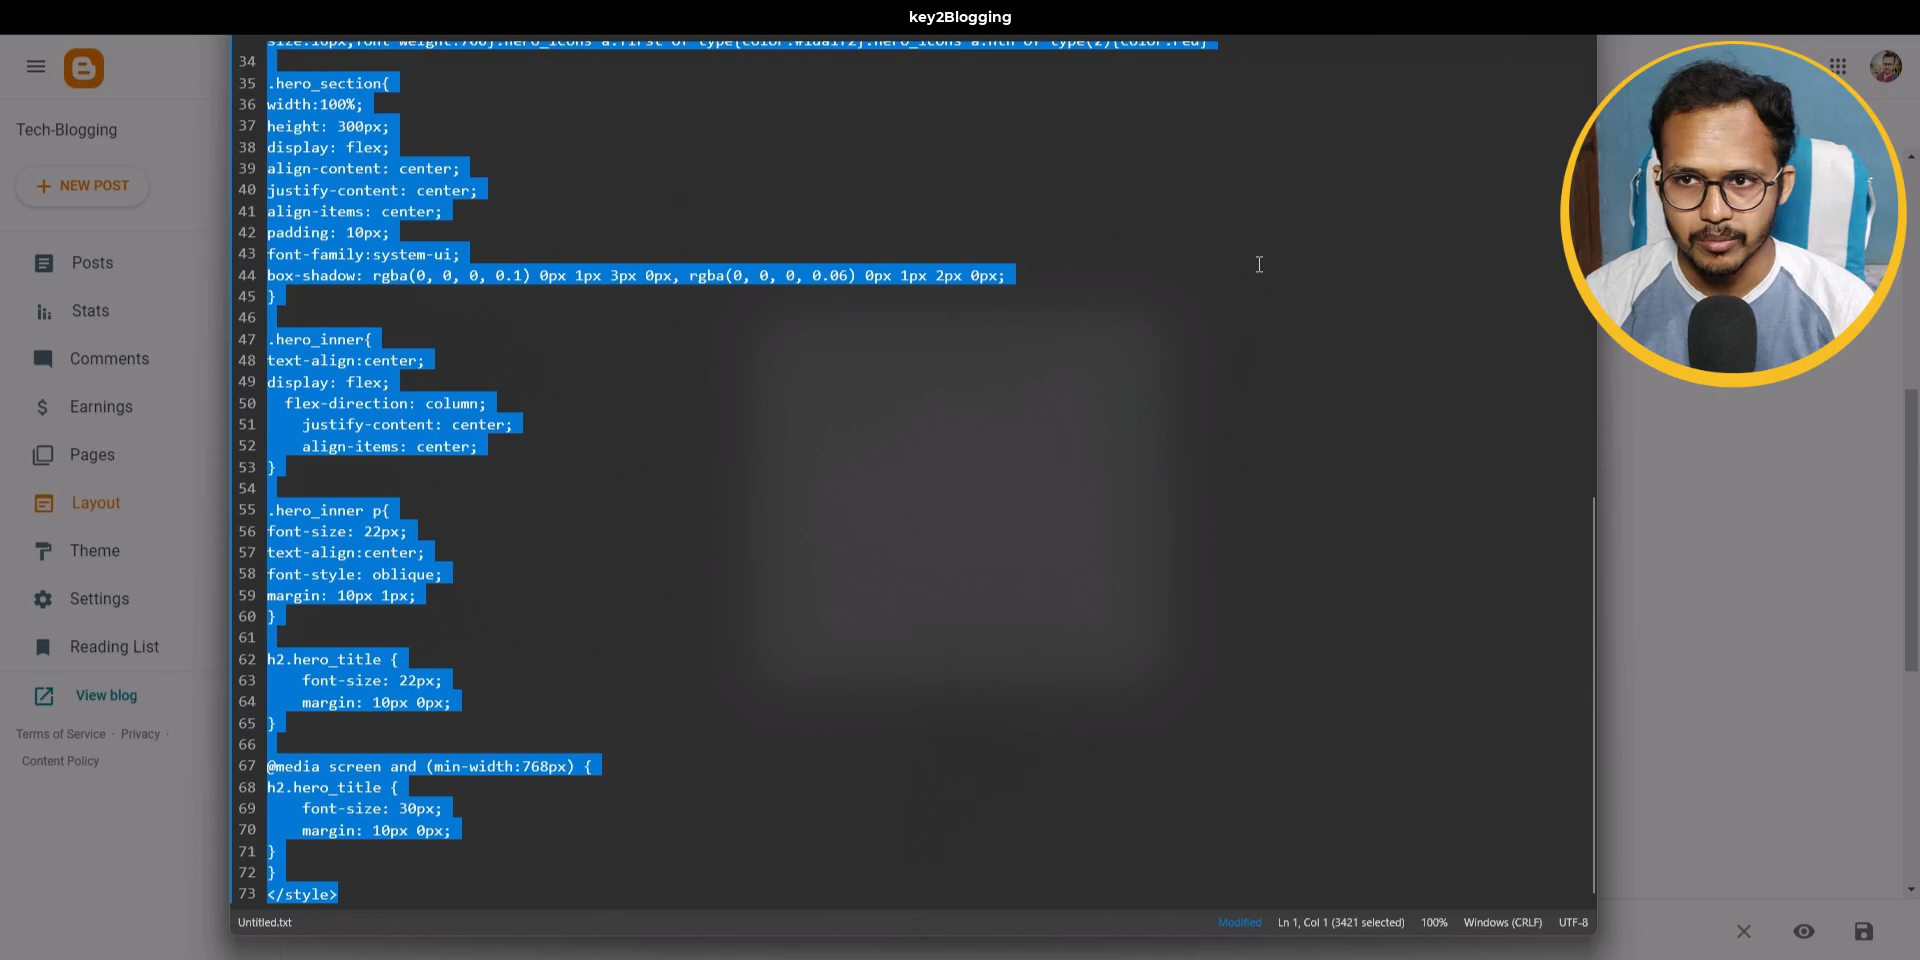 key2Blogging
Tech-Blogging
NEW POST
Posts
Stats
Comments
Earnings
Pages
Layout
Theme
Settings
Reading List
View blog
Terms of Service · Privacy ·
Content Policy
34
35 .hero_section{
36 width:100%;
37 height: 300px;
38 display: flex;
39 align-content: center;
40 justify-content: center;
41 align-items: center;
42 padding: 10px;
43 font-family:system-ui;
44 box-shadow: rgba(0, 0, 0, 0.1) 0px 1px 3px 0px, rgba(0, 0, 0, 0.06) 0px 1px 2px 0px;
45 }
46
47 .hero_inner{
48 text-align:center;
49 display: flex;
50 flex-direction: column;
51 justify-content: center;
52 align-items: center;
53 }
54
55 .hero_inner p{
56 font-size: 22px;
57 text-align:center;
58 font-style: oblique;
59 margin: 10px 1px;
60 }
61
62 h2.hero_title {
63 font-size: 22px;
64 margin: 10px 0px;
65 }
66
67 @media screen and (min-width:768px) {
68 h2.hero_title {
69 font-size: 30px;
70 margin: 10px 0px;
71 }
72 }
73 </style>
Untitled.txt
Modified
Ln 1, Col 1 (3421 selected)
100%
Windows (CRLF)
UTF-8